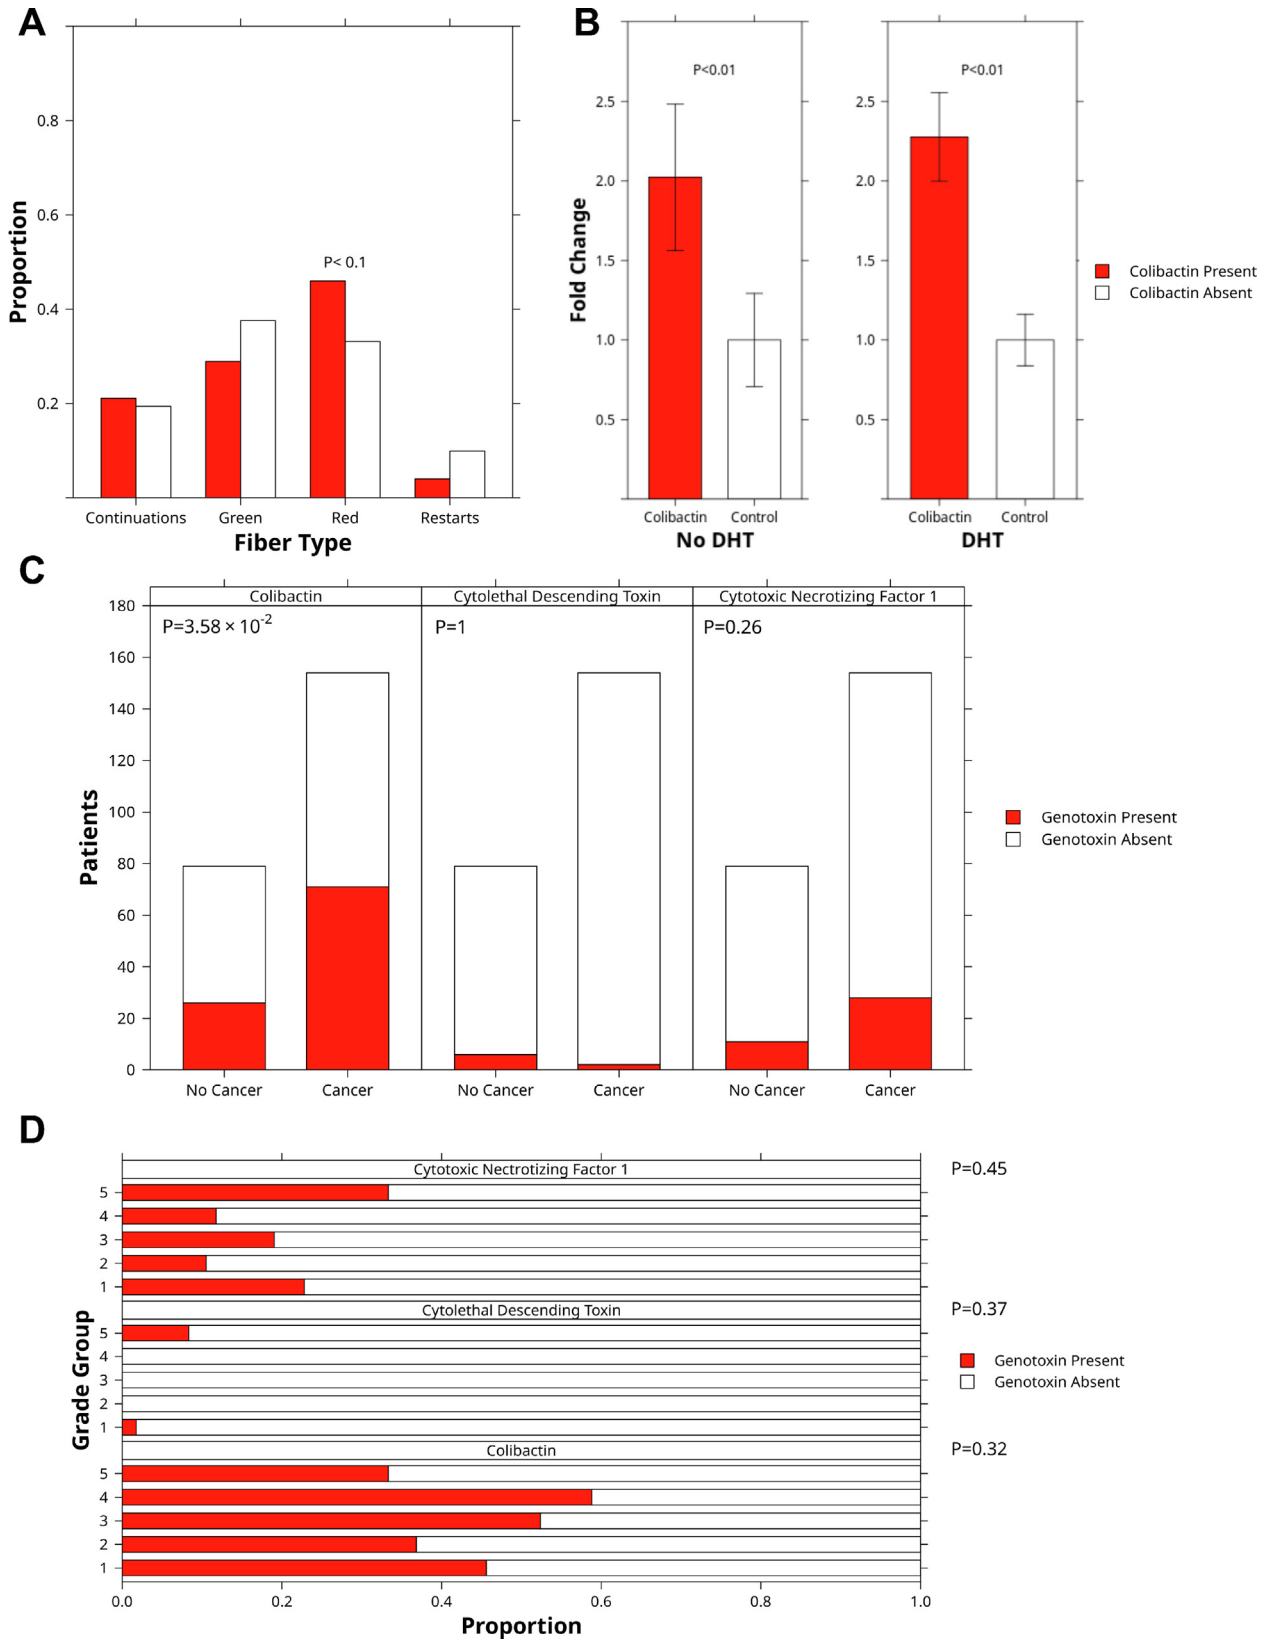 A
Proportion
0.8
0.6
0.4
0.2
P< 0.1
Continuations Green Red Restarts
Fiber Type
B
Fold Change
2.5
2.0
1.5
1.0
0.5
P<0.01
Colibactin Control
No DHT
2.5
2.0
1.5
1.0
0.5
P<0.01
Colibactin Control
DHT
Colibactin Present
Colibactin Absent
C
Patients
180
160
140
120
100
80
60
40
20
0
Colibactin
P=3.58 × 10-2
No Cancer Cancer
Cytolethal Descending Toxin
P=1
No Cancer Cancer
Cytotoxic Necrotizing Factor 1
P=0.26
No Cancer Cancer
Genotoxin Present
Genotoxin Absent
D
Grade Group
Cytotoxic Nectrotizing Factor 1
P=0.45
5
4
3
2
1
Cytolethal Descending Toxin
P=0.37
5
4
3
2
1
Colibactin
P=0.32
5
4
3
2
1
0.0 0.2 0.4 0.6 0.8 1.0
Proportion
Genotoxin Present
Genotoxin Absent